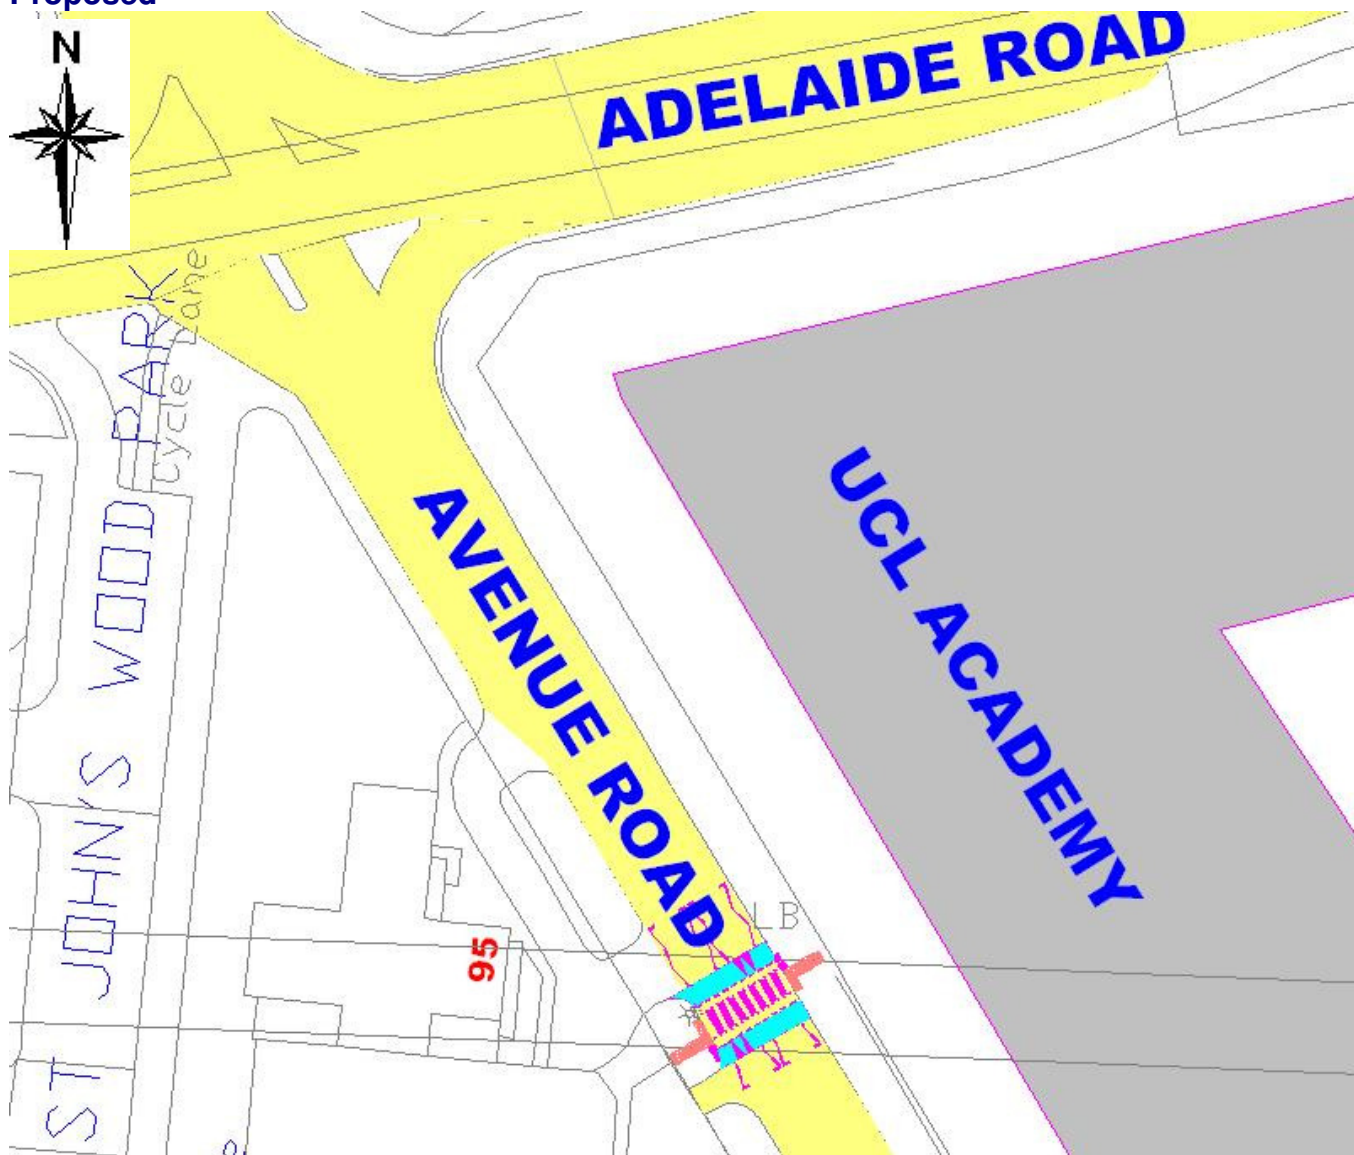 Proposed
N
ADELAIDE ROAD
ST JOHN'S WOOD PARK
Cycle Lane
AVENUE ROAD
UCL ACADEMY
LB
95